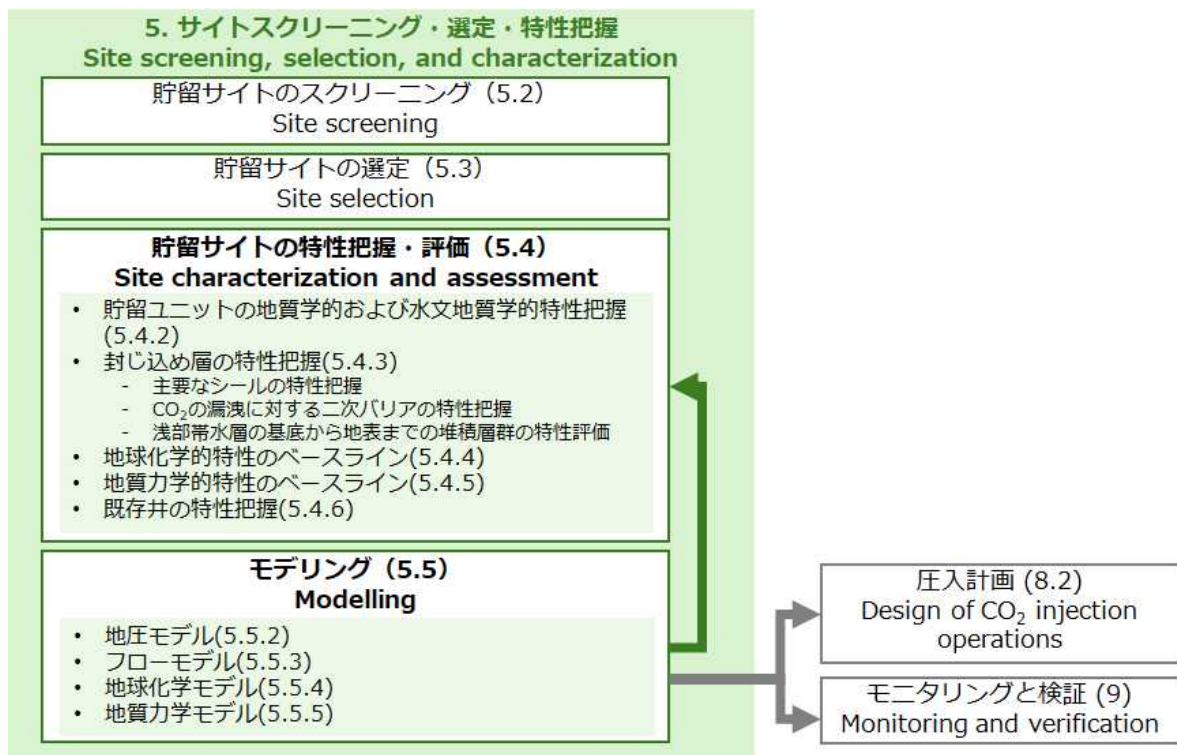 5. サイトスクリーニング・選定・特性把握
Site screening, selection, and characterization
貯留サイトのスクリーニング（5.2）
Site screening
貯留サイトの選定（5.3）
Site selection
貯留サイトの特性把握・評価（5.4）
Site characterization and assessment
• 貯留ユニットの地質学的および水文地質学的特性把握
(5.4.2)
• 封じ込め層の特性把握(5.4.3)
- 主要なシールの特性把握
- CO₂の漏洩に対する二次バリアの特性把握
- 浅部帯水層の基底から地表までの堆積層群の特性評価
• 地球化学的特性のベースライン(5.4.4)
• 地質力学的特性のベースライン(5.4.5)
• 既存井の特性把握(5.4.6)
モデリング（5.5）
Modelling
• 地圧モデル(5.5.2)
• フローモデル(5.5.3)
• 地球化学モデル(5.5.4)
• 地質力学モデル(5.5.5)
圧入計画 (8.2)
Design of CO₂ injection
operations
モニタリングと検証 (9)
Monitoring and verification